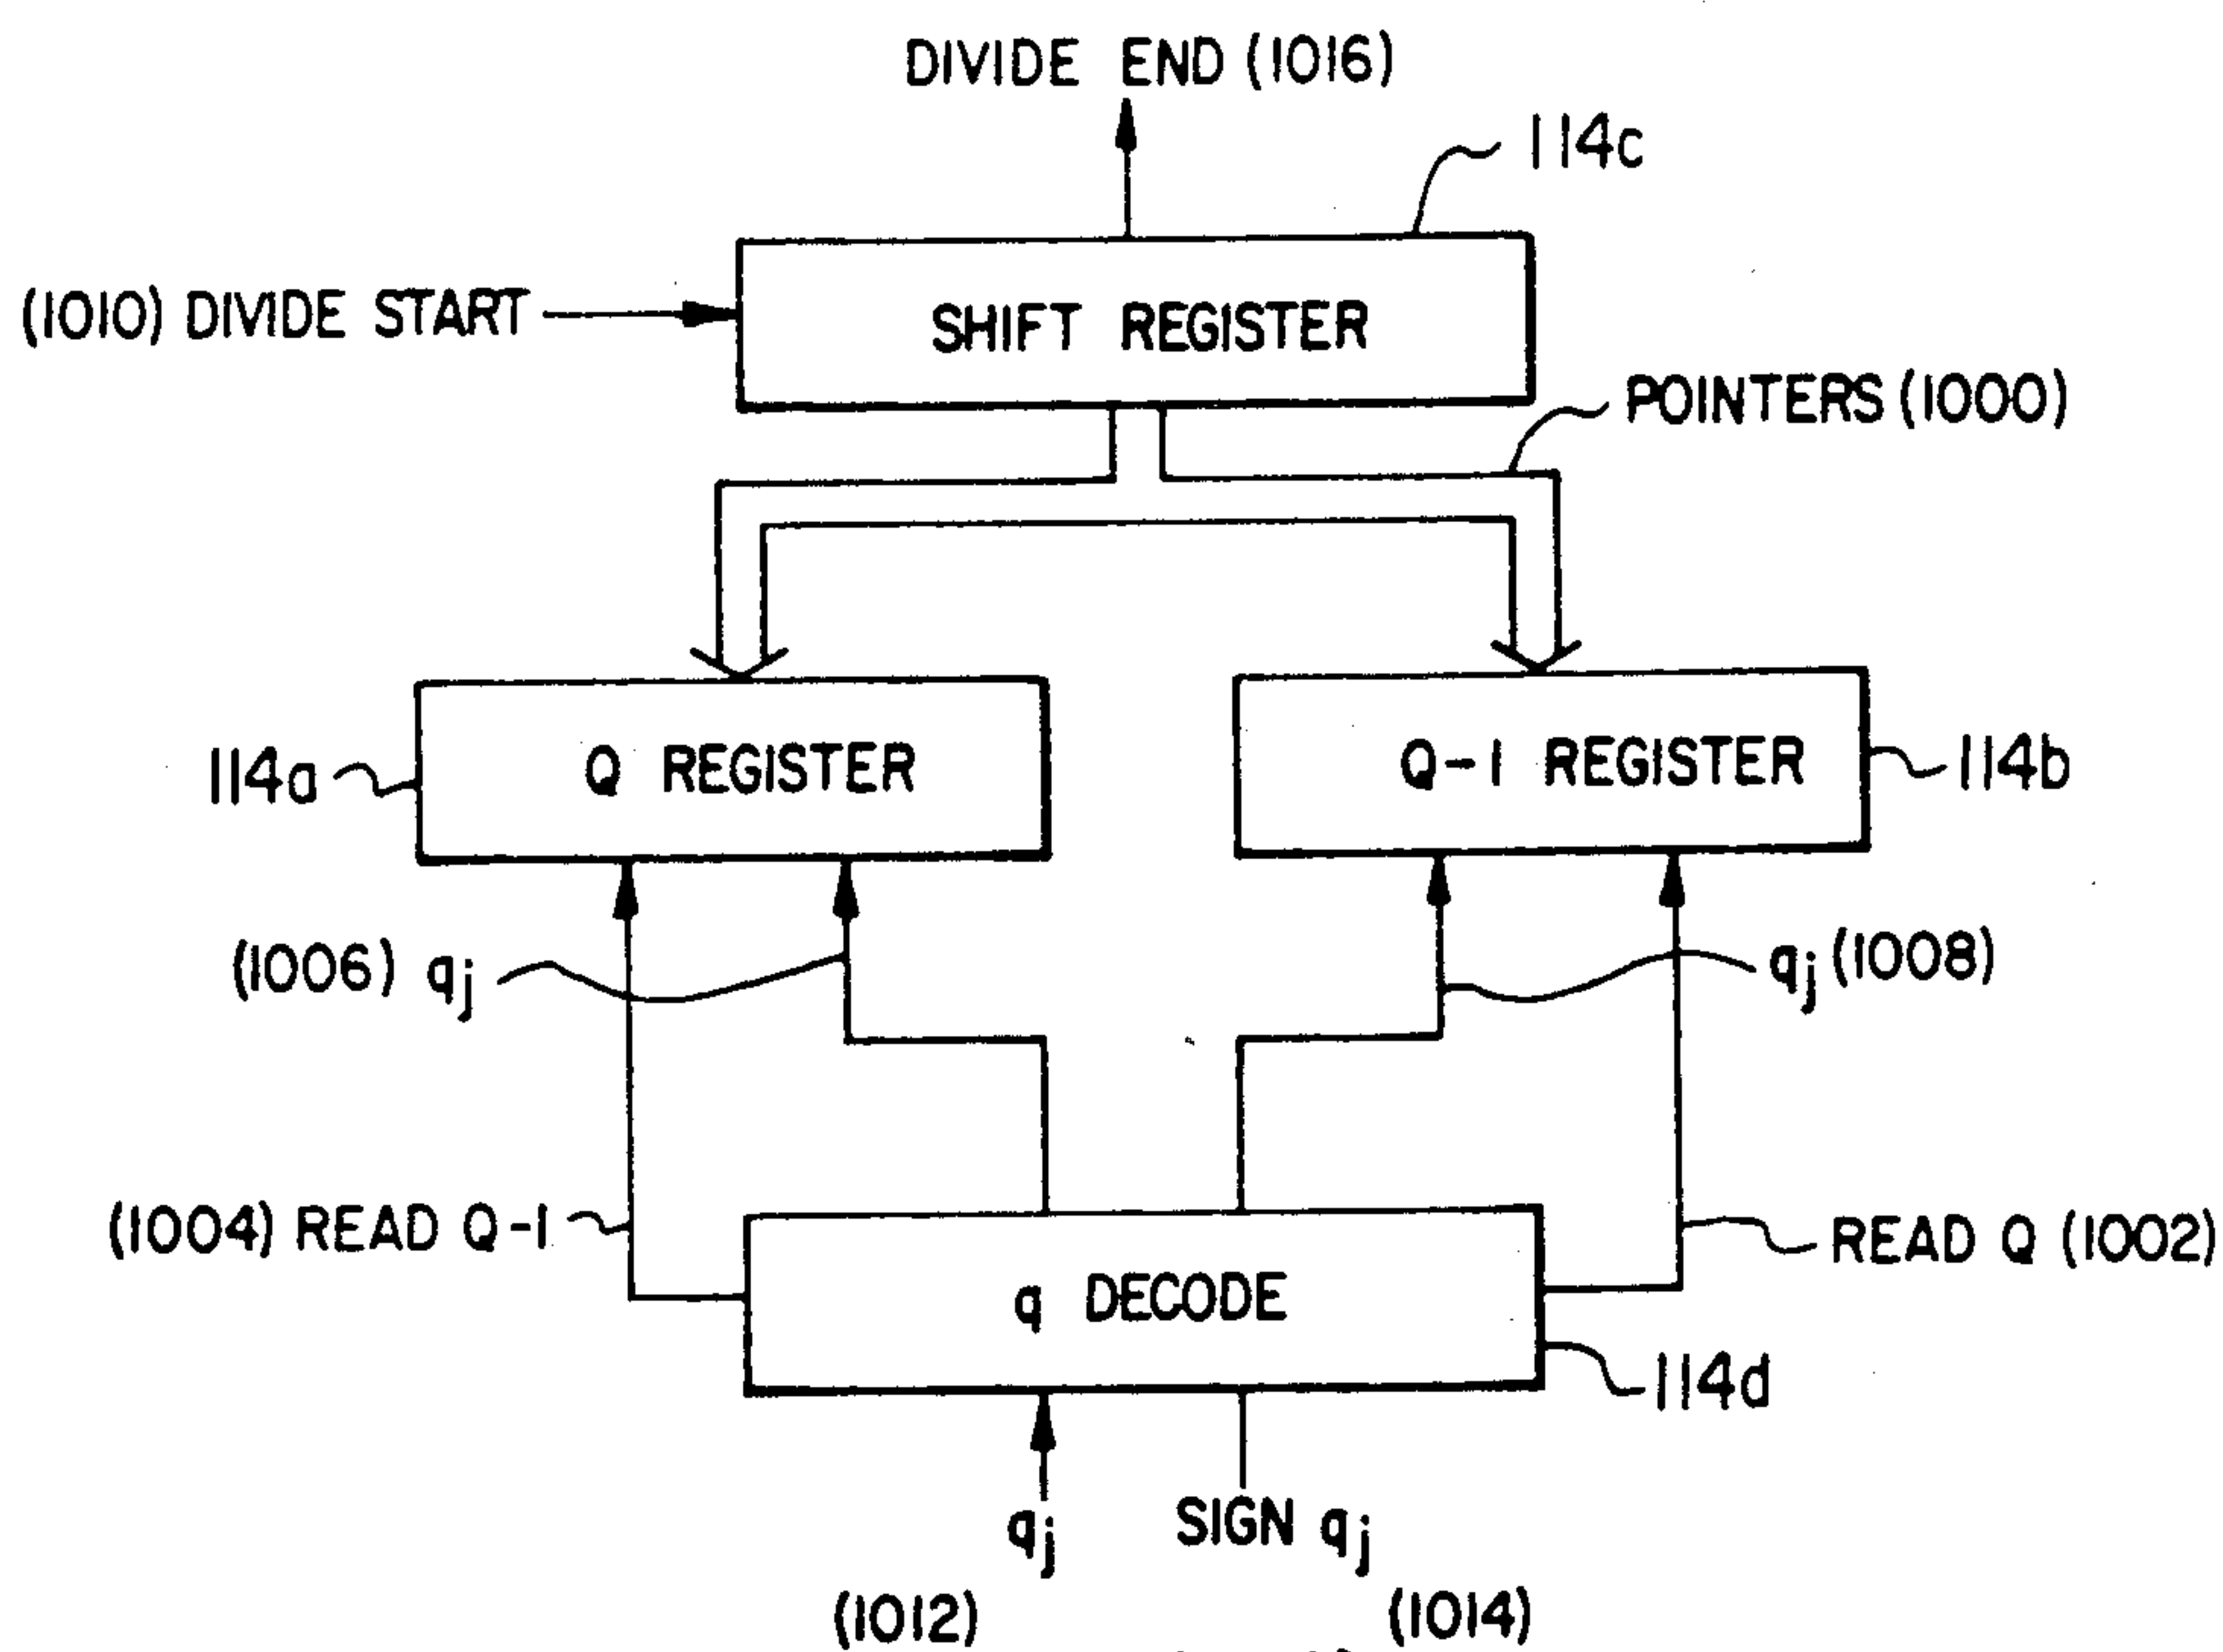 DIVIDE END (1016)
114c
(1010) DIVIDE START
SHIFT REGISTER
POINTERS (1000)
114a
Q REGISTER
Q-1 REGISTER
114b
(1006) qj
qj (1008)
(1004) READ Q-1
READ Q (1002)
q DECODE
114d
qj
SIGN qj
(1012)
(1014)